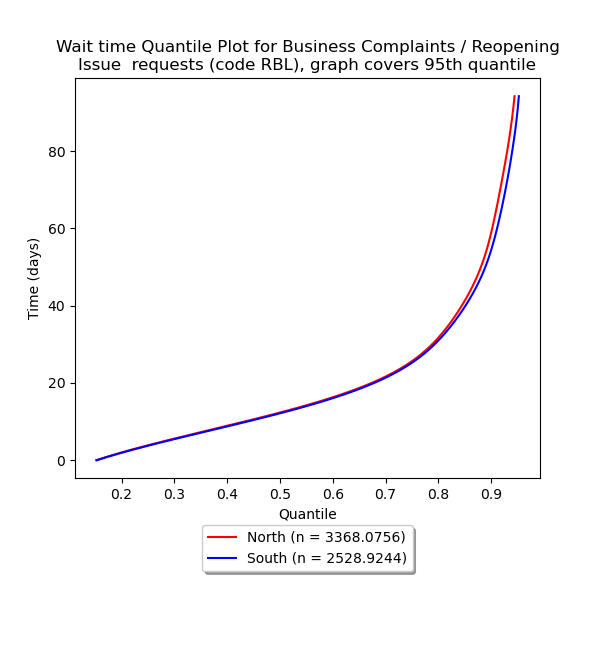 Wait time Quantile Plot for Business Complaints / Reopening
Issue  requests (code RBL), graph covers 95th quantile
Time (days)
80
60
40
20
0
0.2 0.3 0.4 0.5 0.6 0.7 0.8 0.9
Quantile
North (n = 3368.0756)
South (n = 2528.9244)